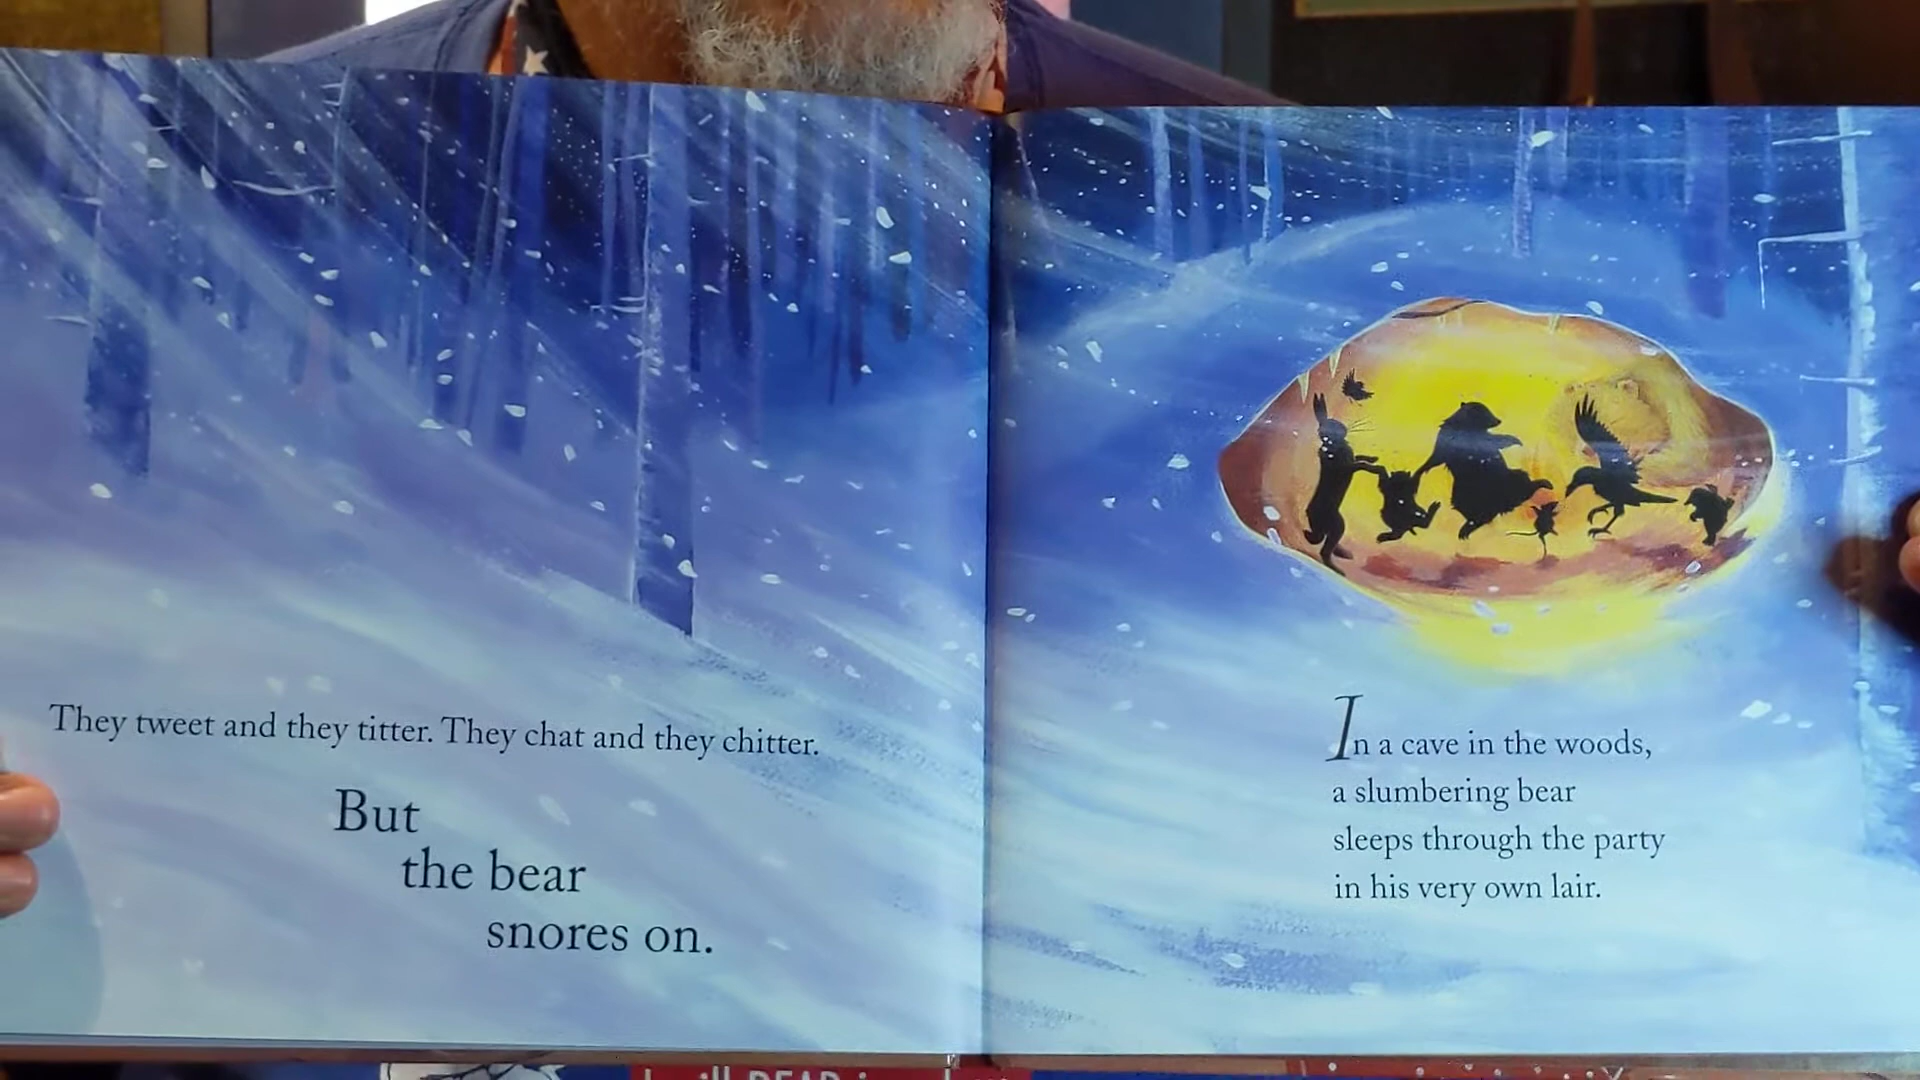 They tweet and they titter. They chat and they chitter.
But
the bear
snores on.
In a cave in the woods,
a slumbering bear
sleeps through the party
in his very own lair.